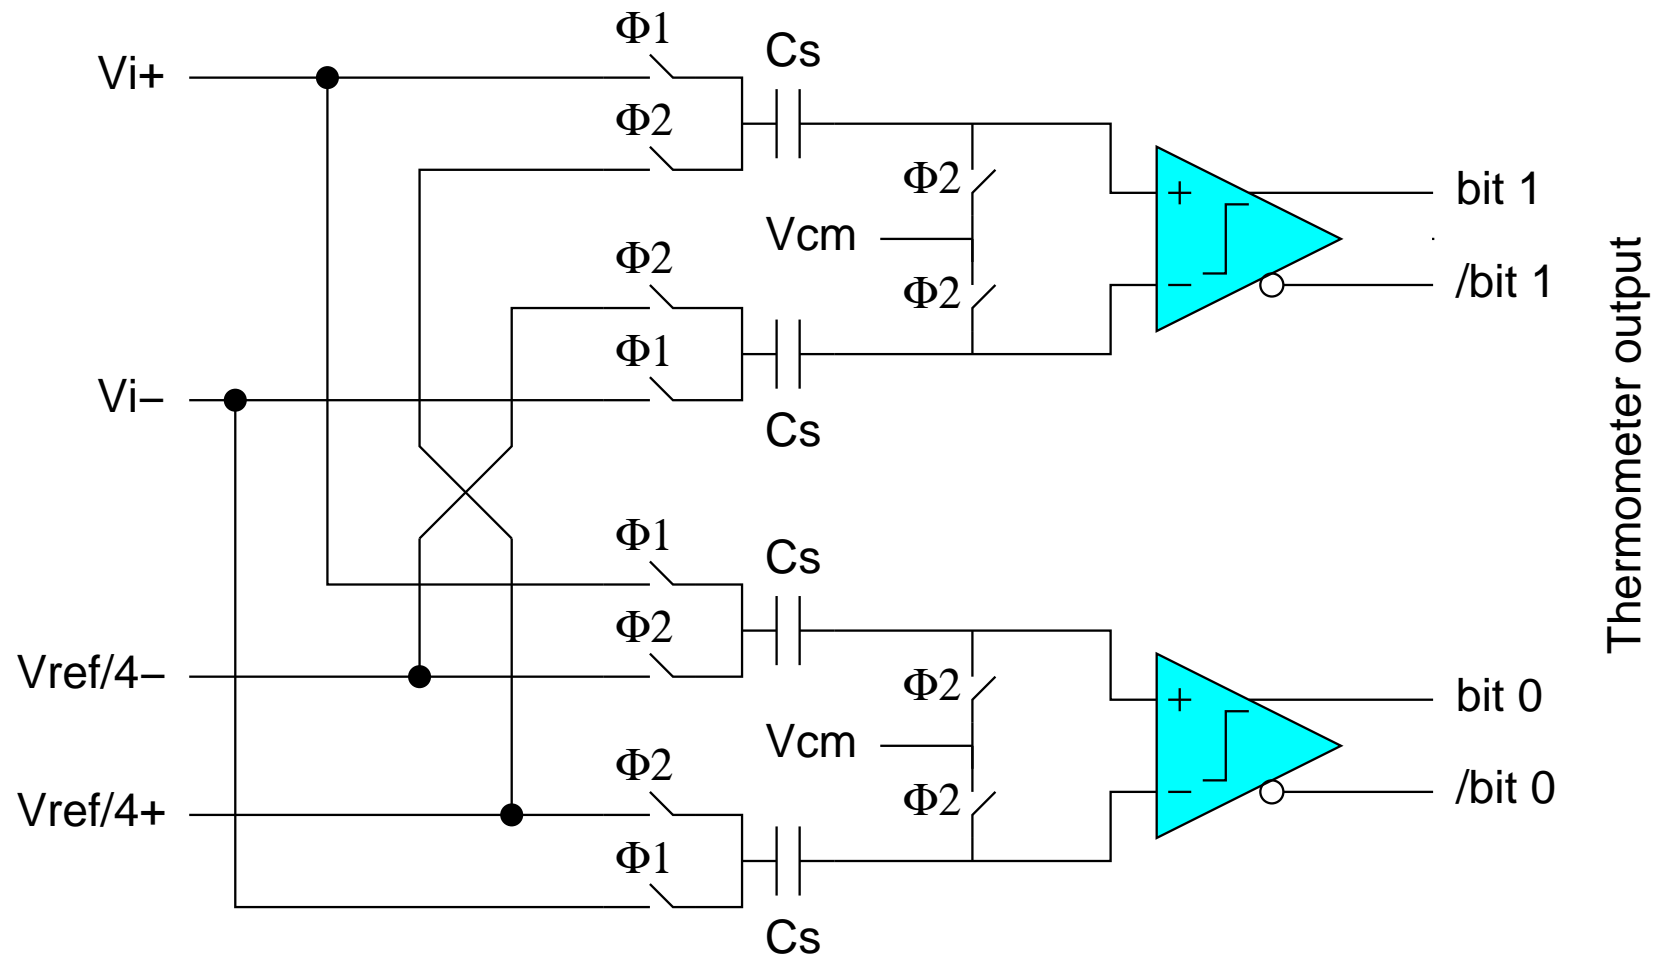 Φ1
Cs
Vi+
Φ2
Φ2
+
bit 1
Vcm
Φ2
Φ2
−
/bit 1
Φ1
Vi−
Cs
Thermometer output
Φ1
Cs
Φ2
Vref/4−
Φ2
+
bit 0
Vcm
Φ2
Φ2
−
/bit 0
Vref/4+
Φ1
Cs